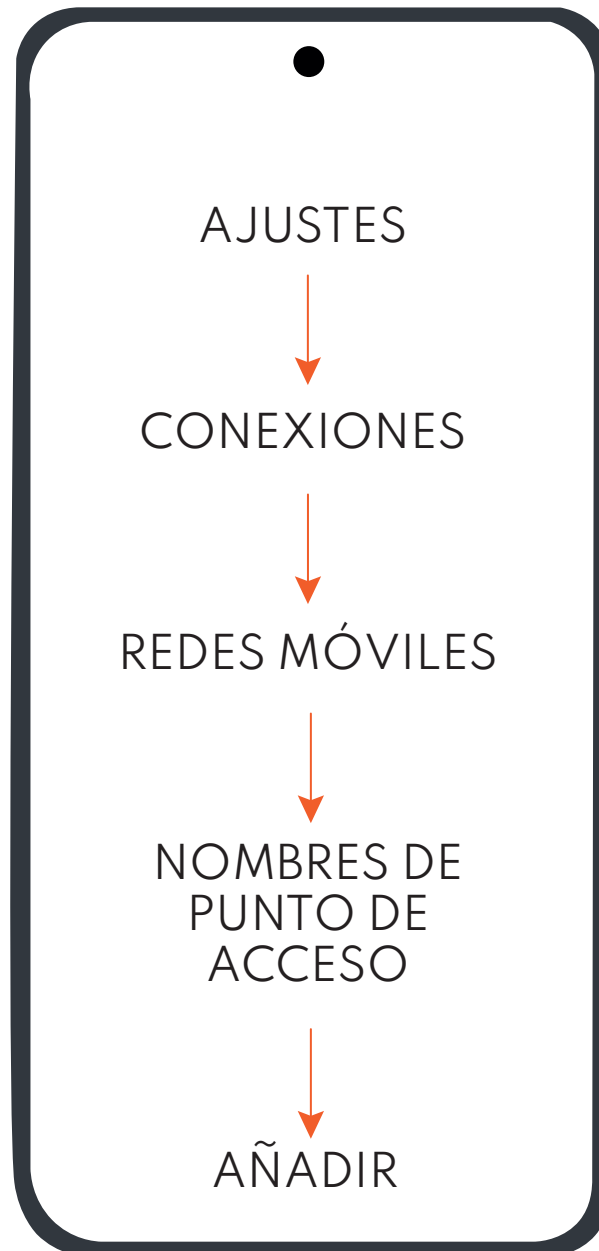 AJUSTES
CONEXIONES
REDES MÓVILES
NOMBRES DE
PUNTO DE
ACCESO
AÑADIR